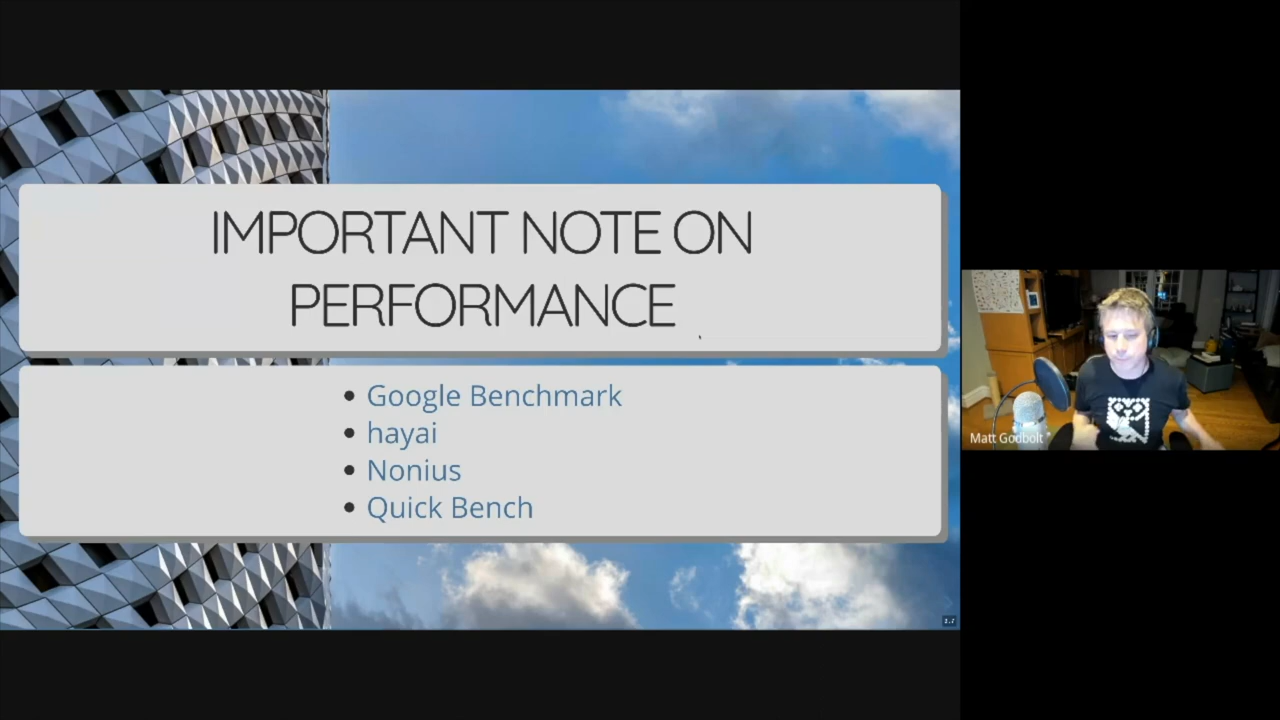 IMPORTANT NOTE ON
PERFORMANCE
Google Benchmark
hayai
Nonius
Quick Bench
Matt Godbolt